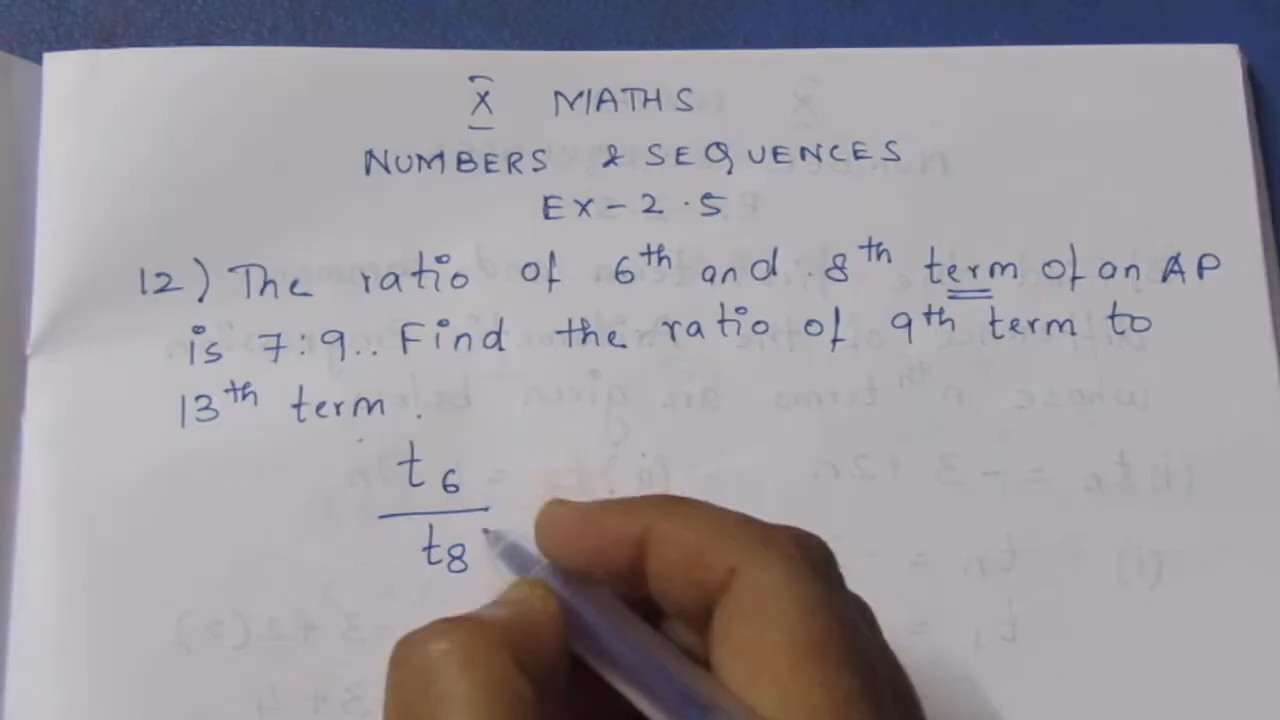 X MATHS
NUMBERS & SEQUENCES
EX-2.5
12) The ratio of 6th and 8th term of an AP
is 7:9.. Find the ratio of 9th term to
13th term.
t6
t8